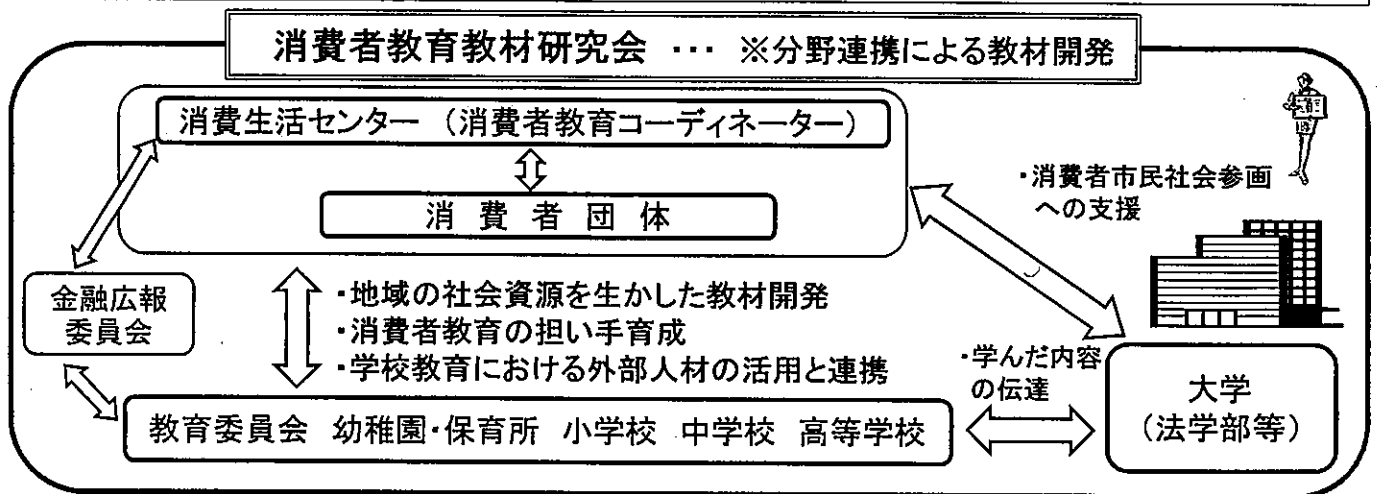 消費者教育教材研究会 … ※分野連携による教材開発
消費生活センター (消費者教育コーディネーター)
消費者団体
・消費者市民社会参画
への支援
金融広報
委員会
・地域の社会資源を生かした教材開発
・消費者教育の担い手育成
・学校教育における外部人材の活用と連携
・学んだ内容
の伝達
大学
(法学部等)
教育委員会 幼稚園・保育所 小学校 中学校 高等学校